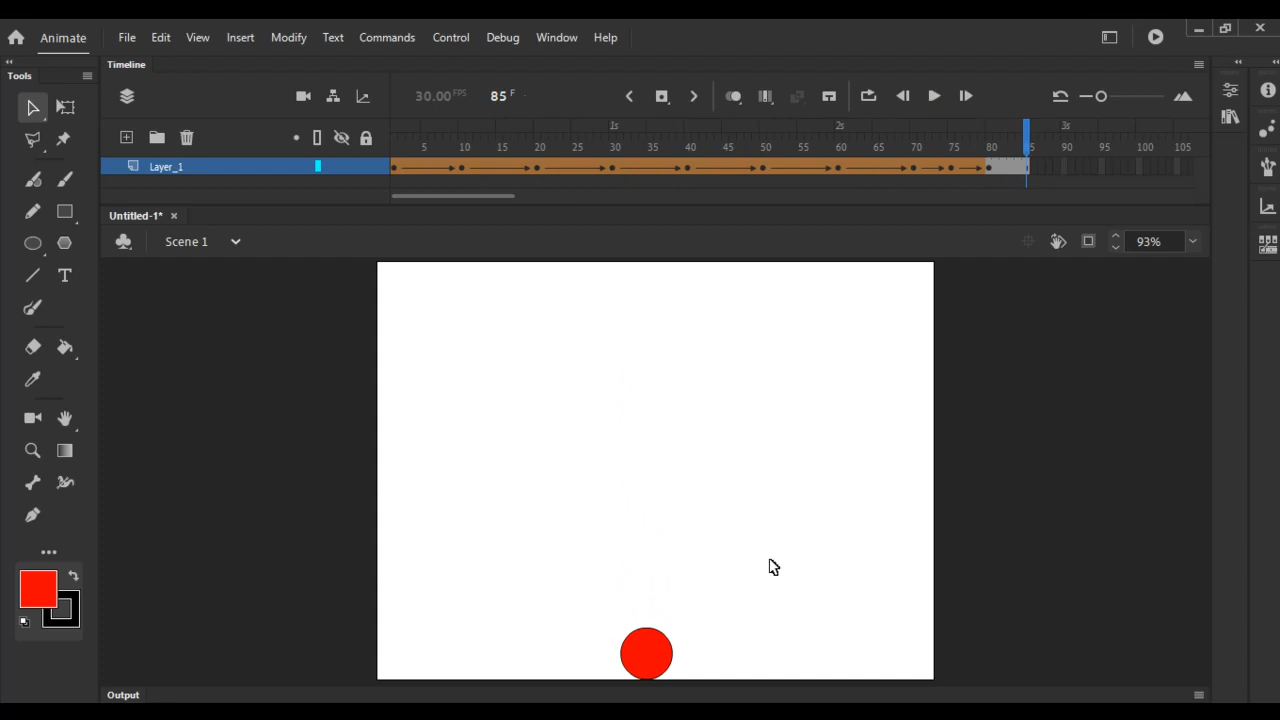 Animate File Edit View Insert Modify Text Commands Control Debug Window Help
Tools Timeline
30.00 FPS 85 F
1s 2s 3s
5 10 15 20 25 30 35 40 45 50 55 60 65 70 75 80 85 90 95 100 105
Layer_1
Untitled-1*
Scene 1 93%
T
Output